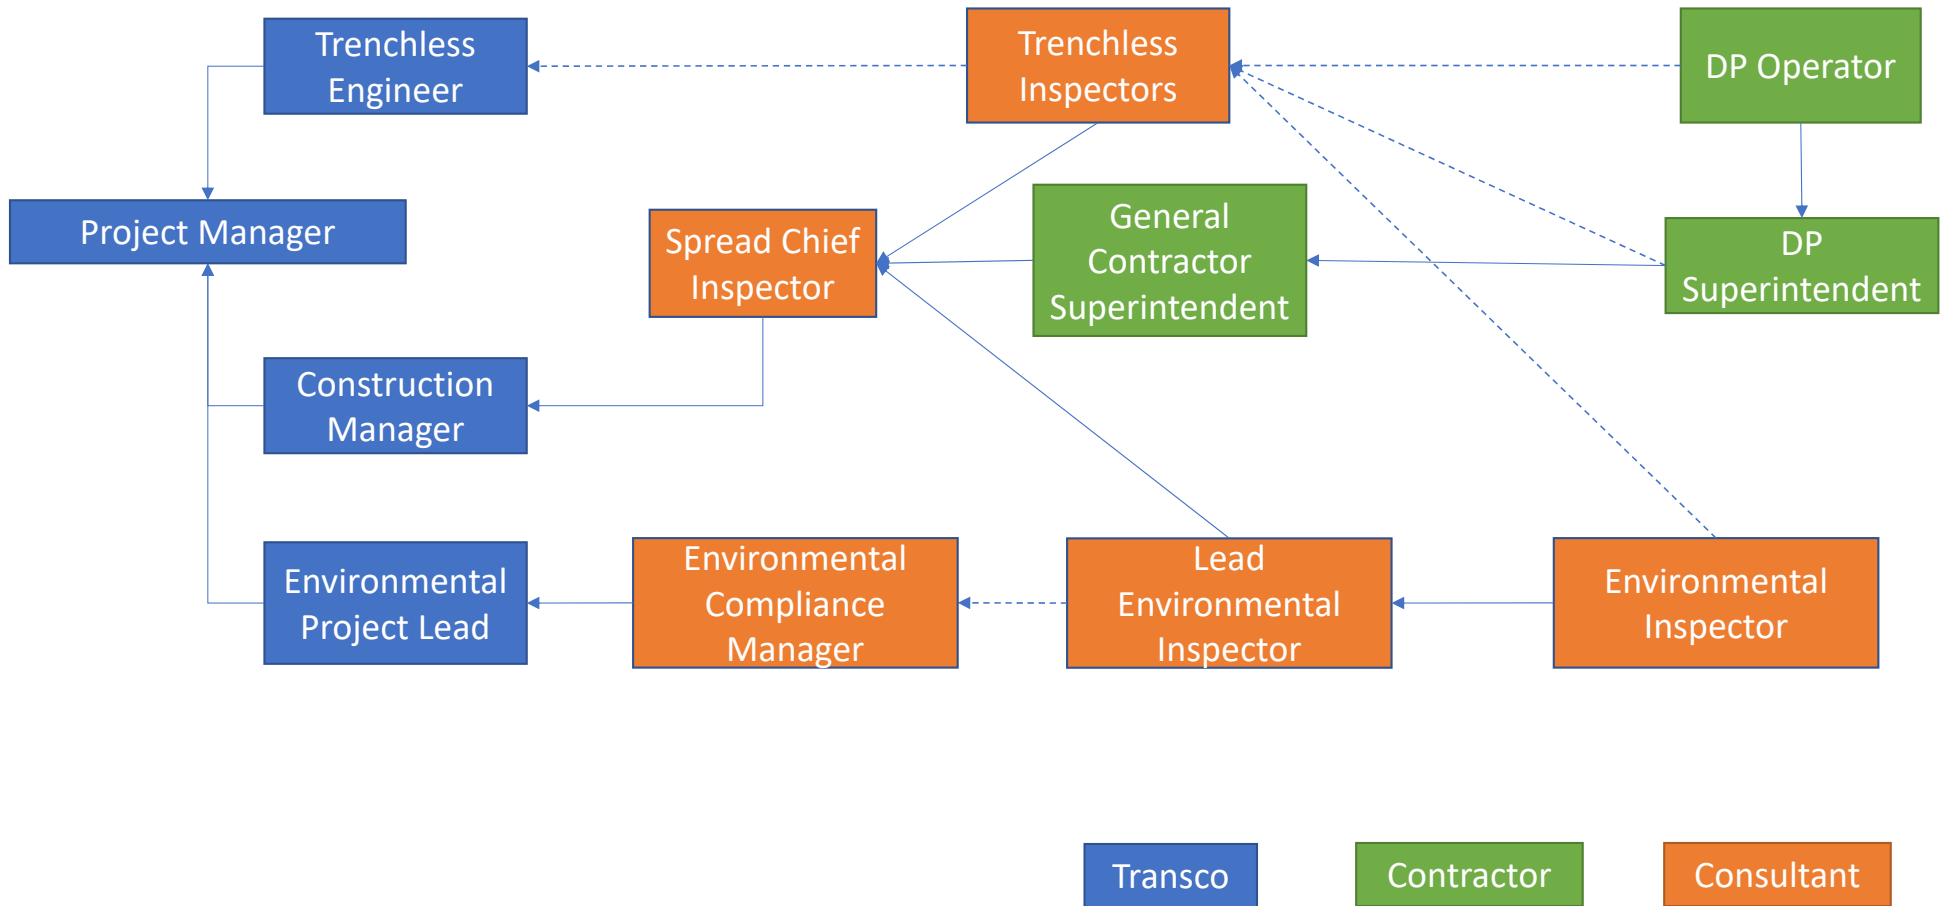 Trenchless
Engineer
Trenchless
Inspectors
DP Operator
Project Manager
Spread Chief
Inspector
General
Contractor
Superintendent
DP
Superintendent
Construction
Manager
Environmental
Project Lead
Environmental
Compliance
Manager
Lead
Environmental
Inspector
Environmental
Inspector
Transco
Contractor
Consultant